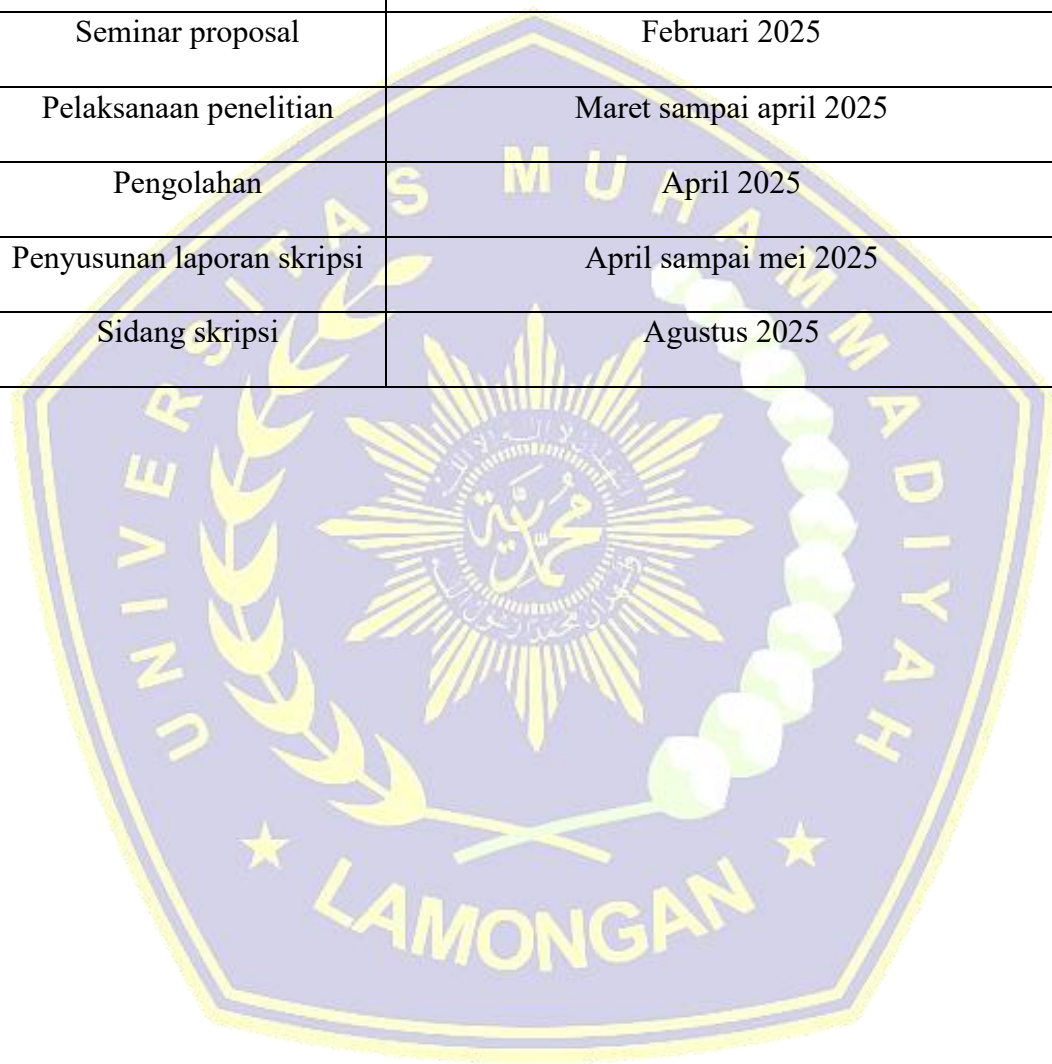 Seminar proposal Februari 2025
Pelaksanaan penelitian Maret sampai april 2025
Pengolahan April 2025
Penyusunan laporan skripsi April sampai mei 2025
Sidang skripsi Agustus 2025
UNIVERSITAS MUHAMMADIYAH
محمدية
LAMONGAN